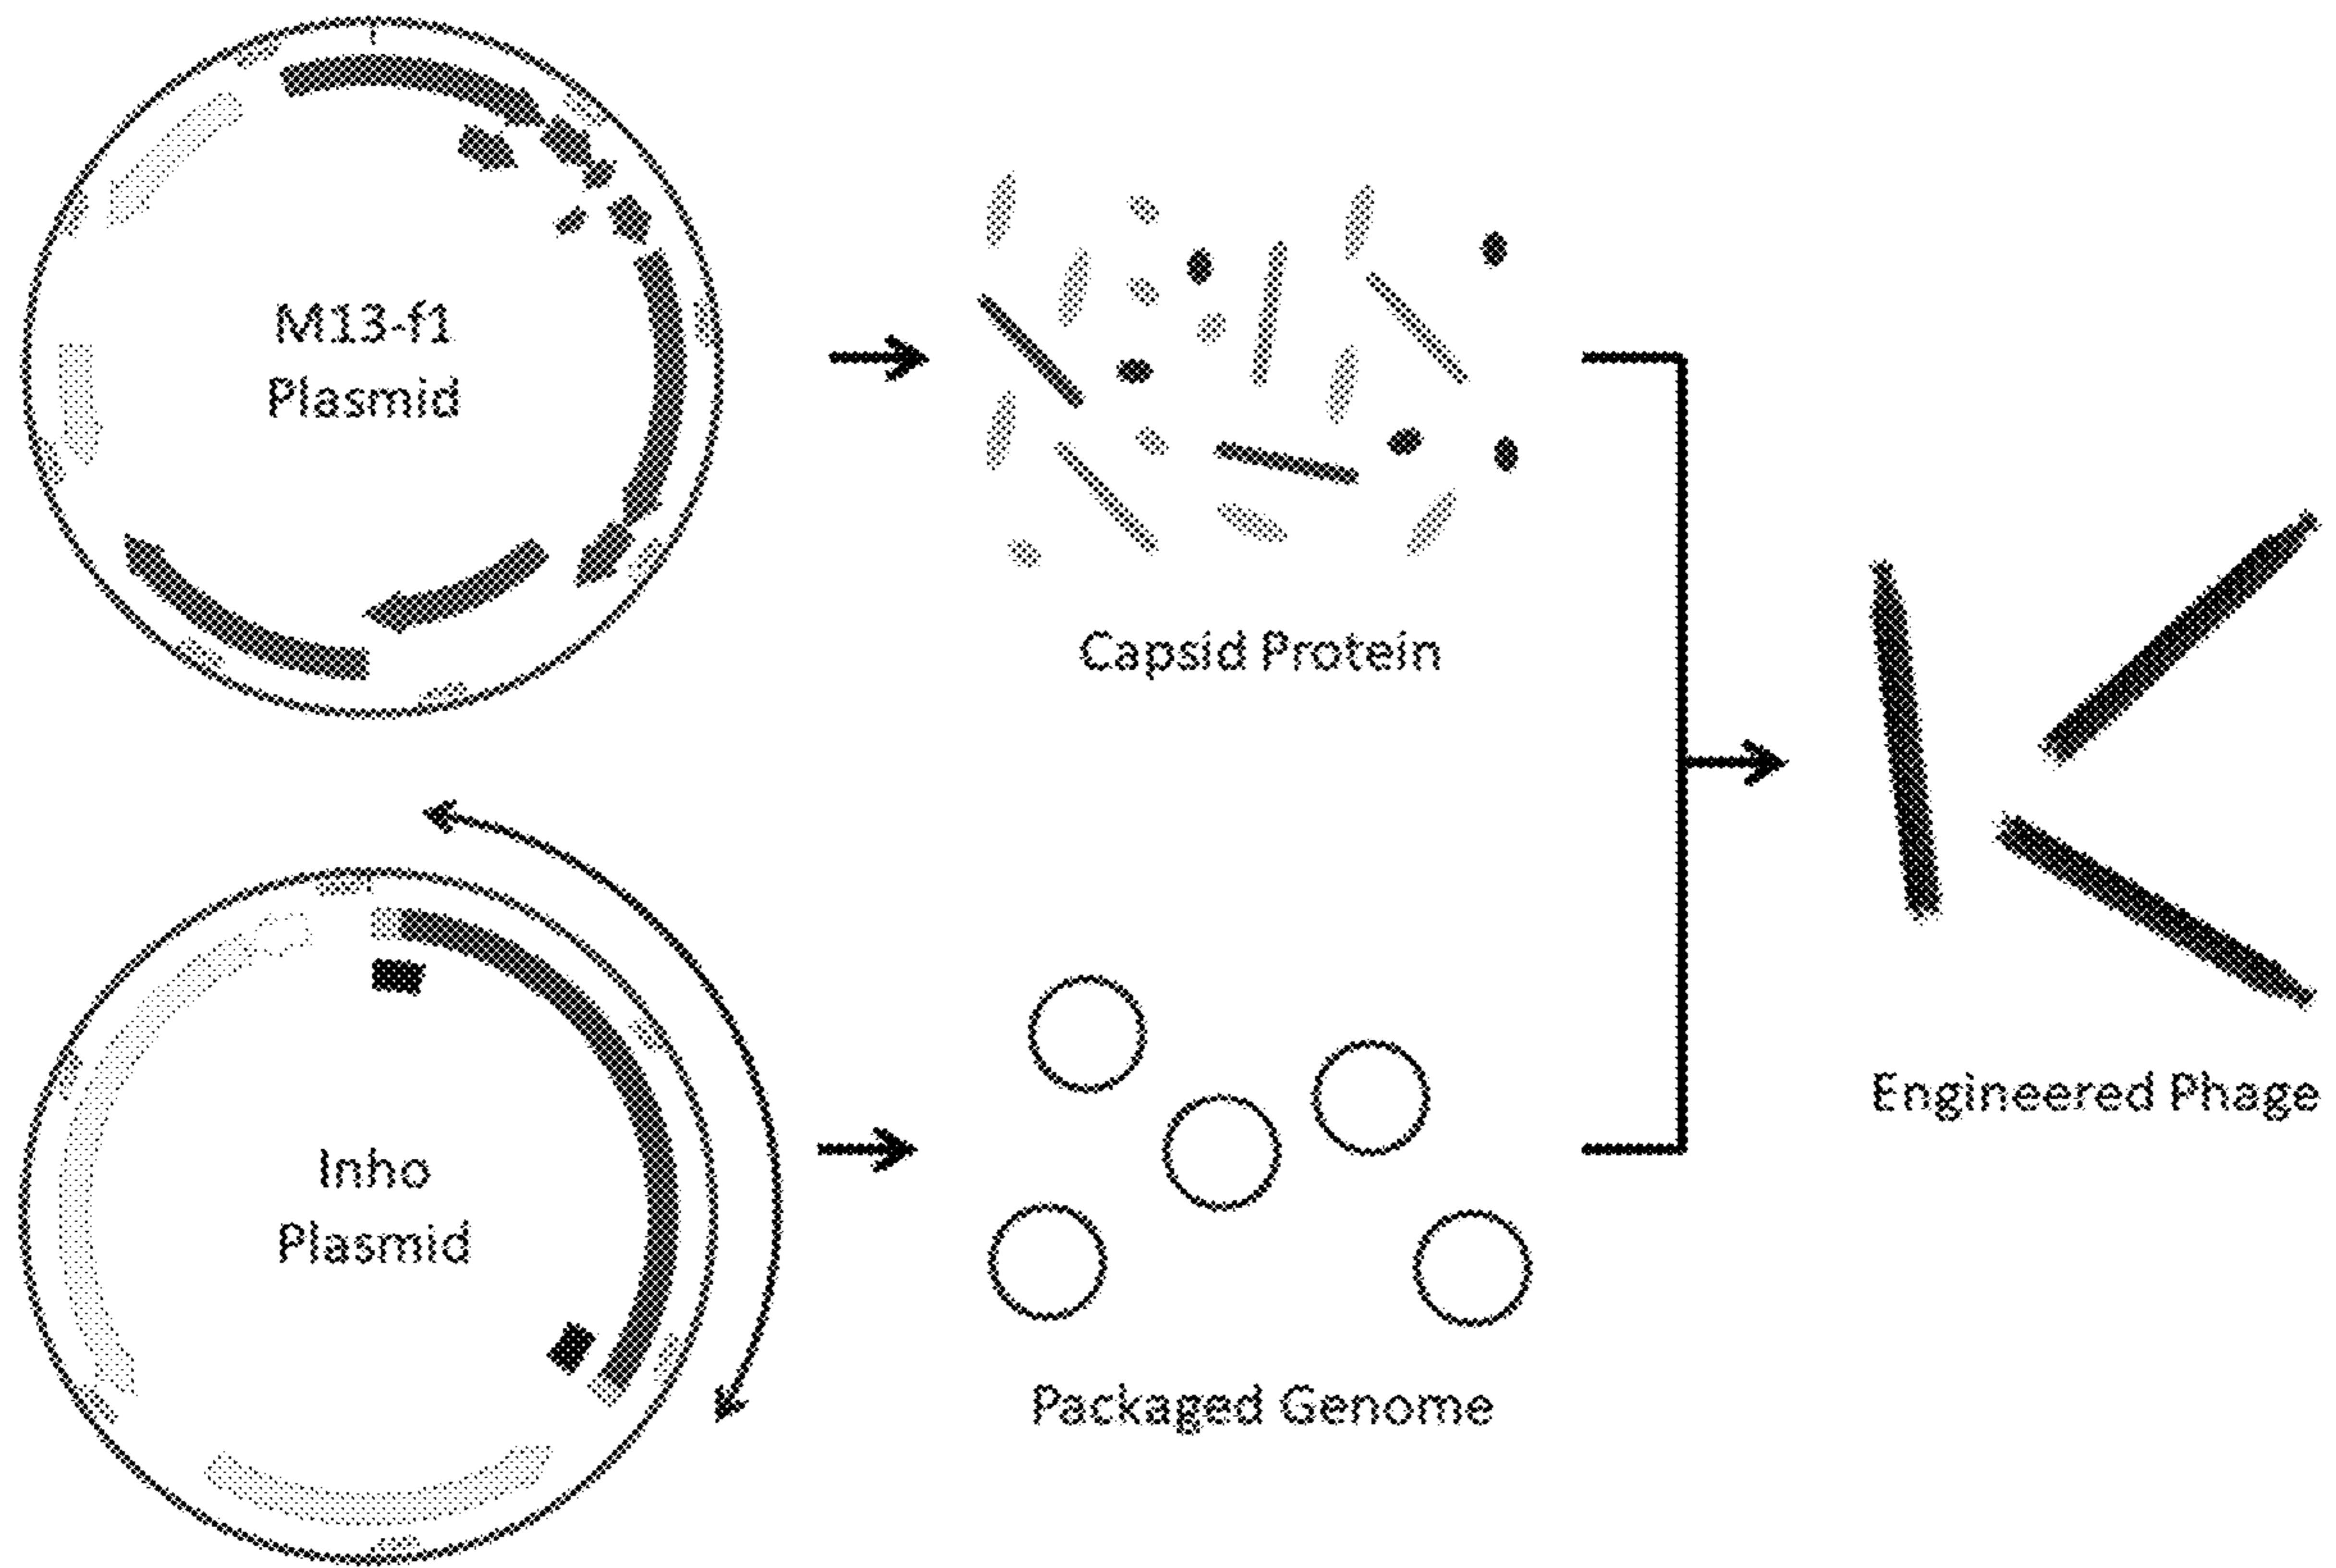 M13-f1
Plasmid
Capsid Protein
Engineered Phage
Inho
Plasmid
Packaged Genome